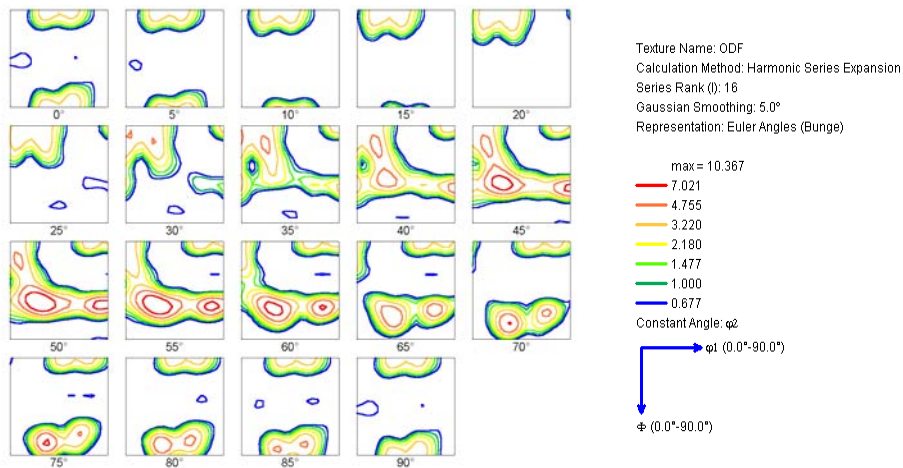 0° 5° 10° 15° 20°
25° 30° 35° 40° 45°
50° 55° 60° 65° 70°
75° 80° 85° 90°
Texture Name: ODF
Calculation Method: Harmonic Series Expansion
Series Rank (l): 16
Gaussian Smoothing: 5.0°
Representation: Euler Angles (Bunge)
max = 10.367
7.021
4.755
3.220
2.180
1.477
1.000
0.677
Constant Angle: φ2
φ1 (0.0°-90.0°)
Φ (0.0°-90.0°)